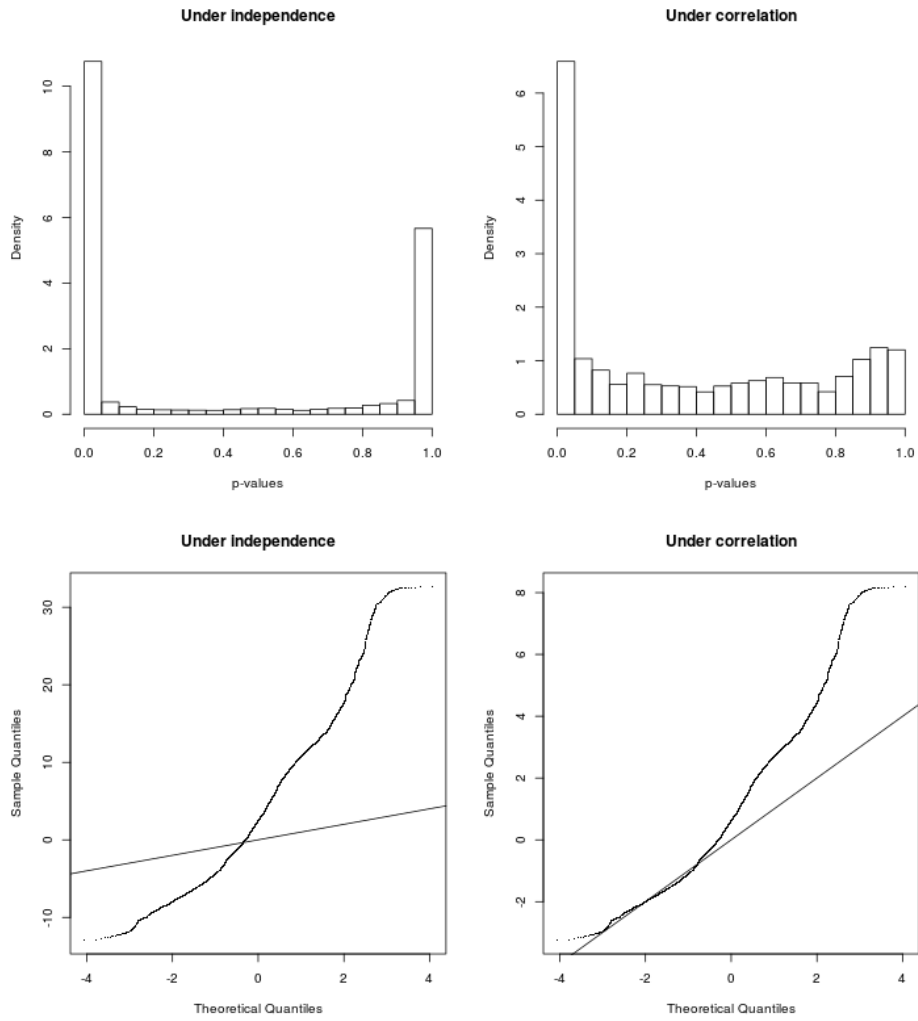 Under independence
Under correlation
Density
10
8
6
4
2
0
0.0 0.2 0.4 0.6 0.8 1.0
p-values
Density
6
5
4
3
2
1
0
0.0 0.2 0.4 0.6 0.8 1.0
p-values
Under independence
Under correlation
Sample Quantiles
30
20
10
0
-10
-4 -2 0 2 4
Theoretical Quantiles
Sample Quantiles
8
6
4
2
0
-2
-4 -2 0 2 4
Theoretical Quantiles